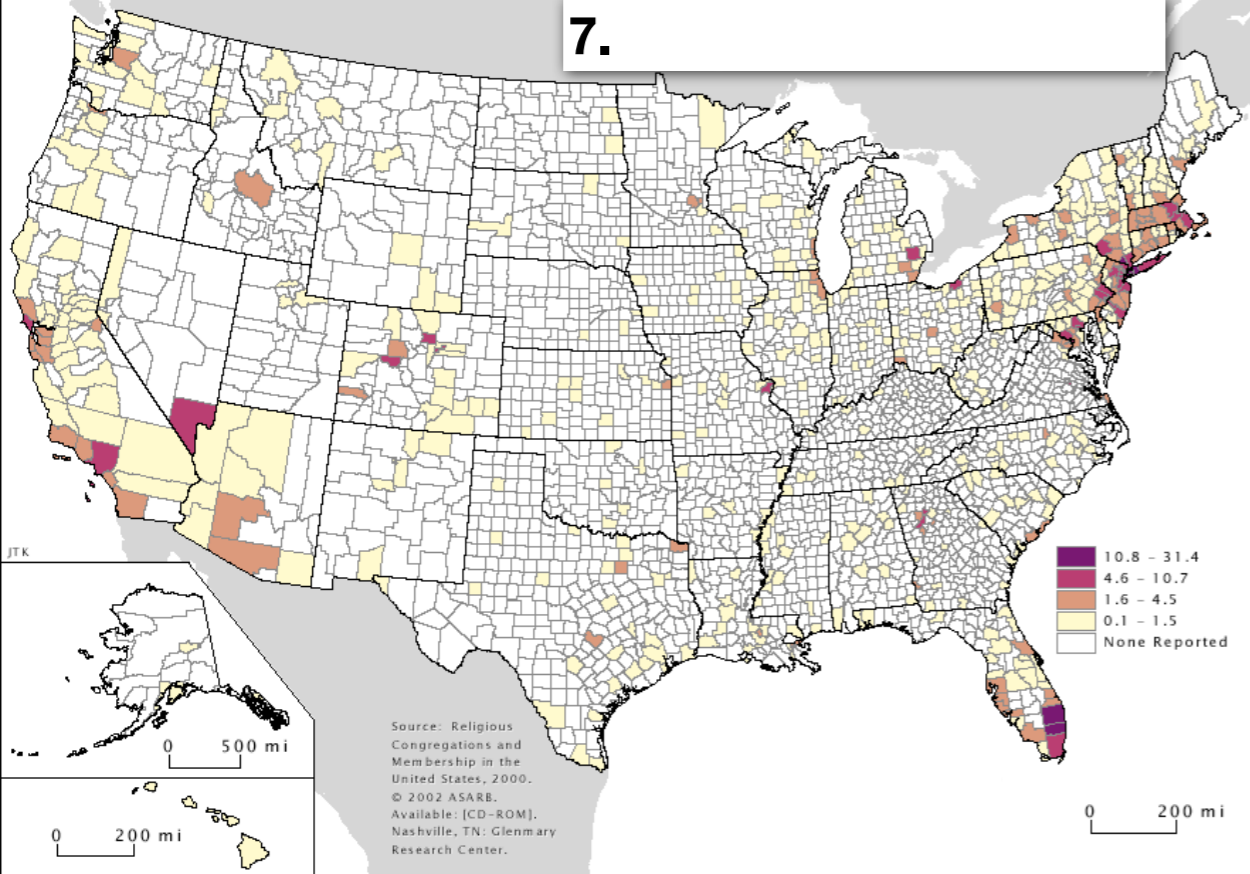 7.
JTK
10.8 – 31.4
4.6 – 10.7
1.6 – 4.5
0.1 – 1.5
None Reported
Source: Religious
Congregations and
Membership in the
United States, 2000.
© 2002 ASARB.
Available: [CD–ROM].
Nashville, TN: Glenmary
Research Center.
0 500 mi
0 200 mi
0 200 mi